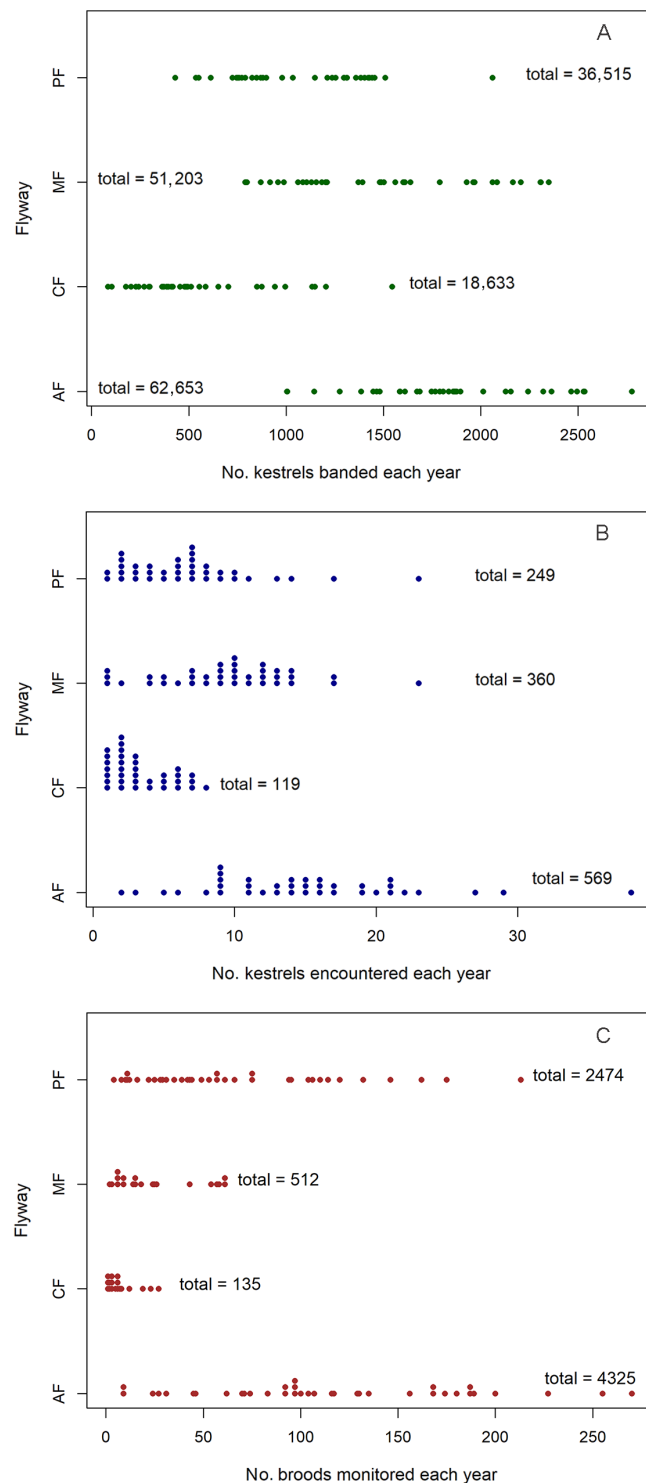 A
PF
total = 36,515
total = 51,203
MF
Flyway
CF
total = 18,633
total = 62,653
AF
0 500 1000 1500 2000 2500
No. kestrels banded each year
B
PF
total = 249
MF
total = 360
Flyway
CF
total = 119
AF
total = 569
0 10 20 30
No. kestrels encountered each year
C
PF
total = 2474
MF
total = 512
Flyway
CF
total = 135
AF
total = 4325
0 50 100 150 200 250
No. broods monitored each year